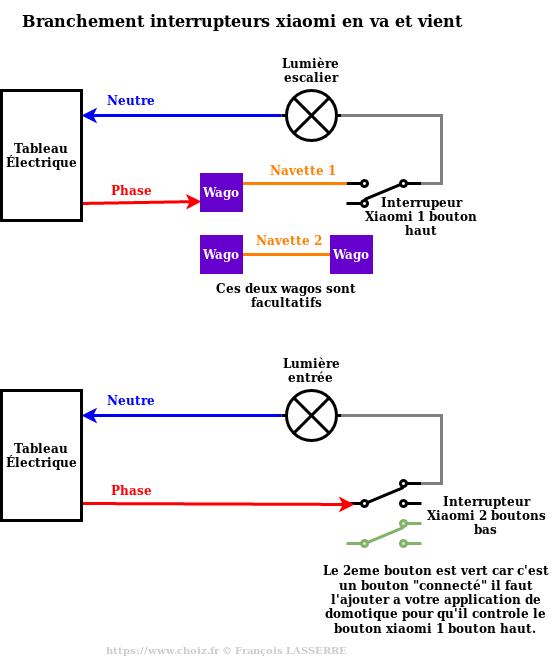 Branchement interrupteurs xiaomi en va et vient
Lumière
escalier
Neutre
Tableau
Électrique
Navette 1
Phase
Wago
Interrupeur
Xiaomi 1 bouton
haut
Navette 2
Wago
Wago
Ces deux wagos sont
facultatifs
Lumière
entrée
Neutre
Tableau
Électrique
Phase
Interrupteur
Xiaomi 2 boutons
bas
Le 2eme bouton est vert car c'est
un bouton "connecté" il faut
l'ajouter a votre application de
domotique pour qu'il controle le
bouton xiaomi 1 bouton haut.
https://www.choiz.fr © François LASSERRE